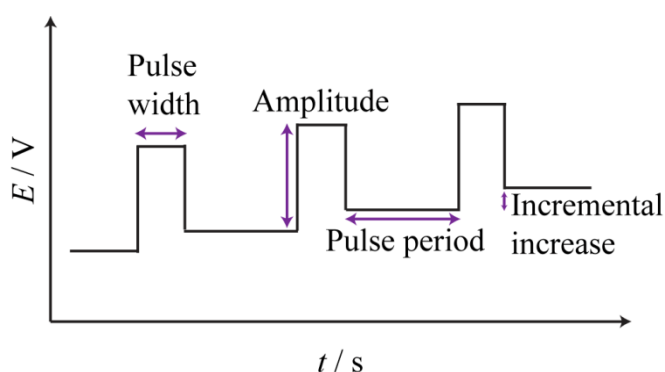 Pulse
width
Amplitude
E / V
Pulse period
Incremental
increase
t / s